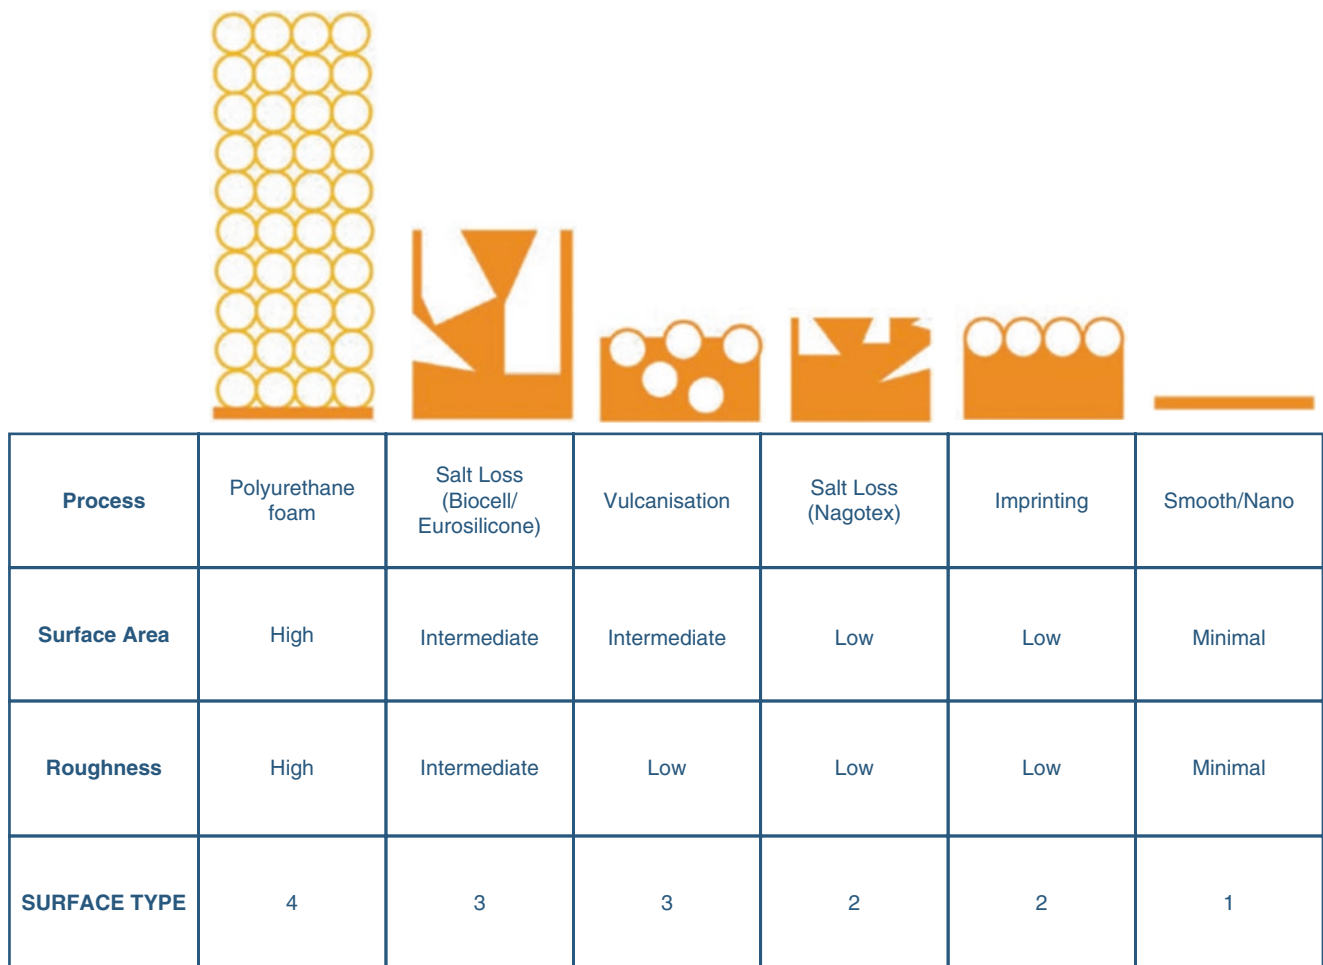 Process
Polyurethane
foam
Salt Loss
(Biocell/
Eurosilicone)
Vulcanisation
Salt Loss
(Nagotex)
Imprinting
Smooth/Nano
Surface Area
High
Intermediate
Intermediate
Low
Low
Minimal
Roughness
High
Intermediate
Low
Low
Low
Minimal
SURFACE TYPE
4
3
3
2
2
1